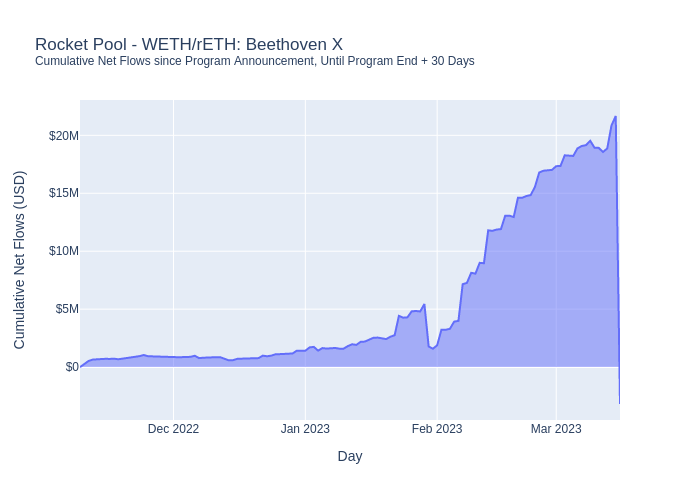 Rocket Pool - WETH/rETH: Beethoven X
Cumulative Net Flows since Program Announcement, Until Program End + 30 Days
Cumulative Net Flows (USD)
$20M
$15M
$10M
$5M
$0
Dec 2022
Jan 2023
Feb 2023
Mar 2023
Day